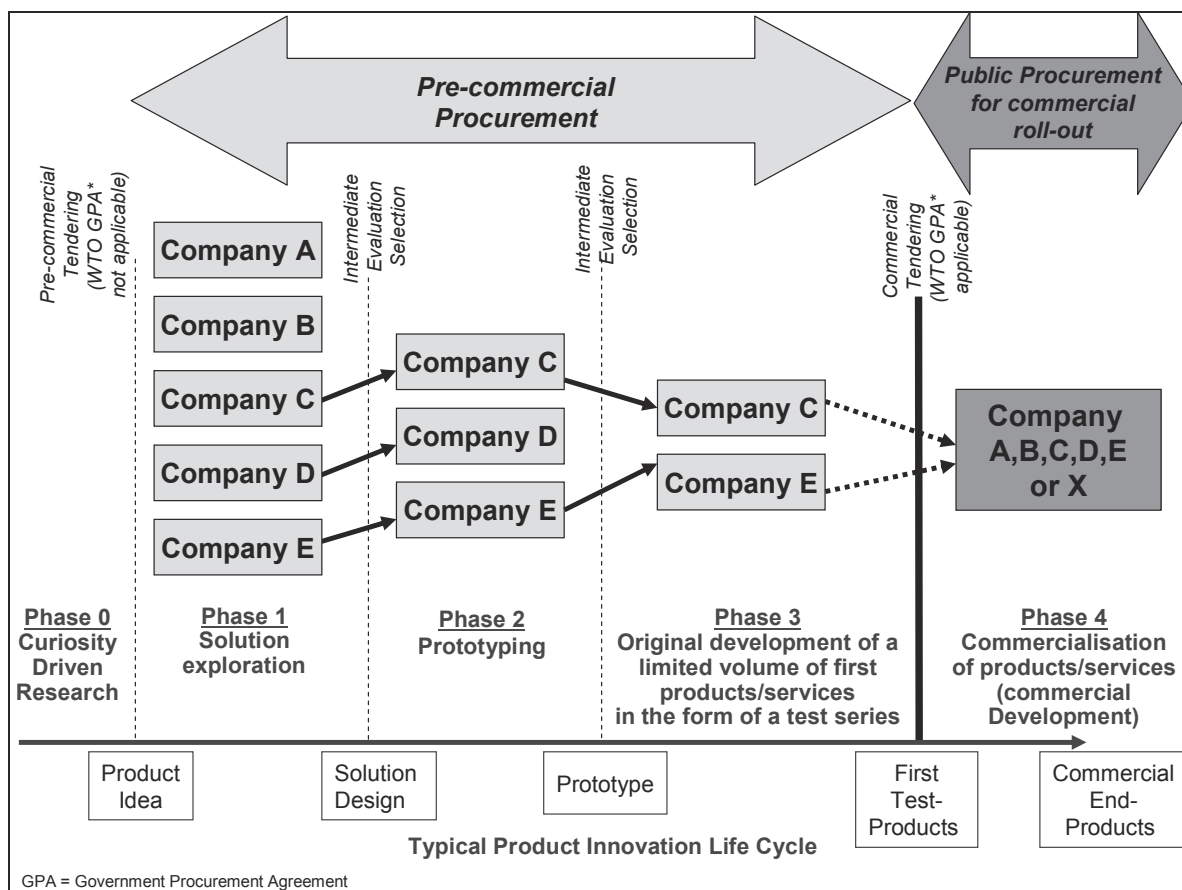 Pre-commercial
Procurement
Public Procurement
for commercial
roll-out
Pre-commercial
Tendering
(WTO GPA*
not applicable)
Intermediate
Evaluation
Selection
Intermediate
Evaluation
Selection
Commercial
Tendering
(WTO GPA*
applicable)
Company A
Company B
Company C
Company D
Company E
Company C
Company D
Company E
Company C
Company E
Company
A,B,C,D,E
or X
Phase 0
Curiosity
Driven
Research
Phase 1
Solution
exploration
Phase 2
Prototyping
Phase 3
Original development of a
limited volume of first
products/services
in the form of a test series
Phase 4
Commercialisation
of products/services
(commercial
Development)
Product
Idea
Solution
Design
Prototype
First
Test-
Products
Commercial
End-
Products
Typical Product Innovation Life Cycle
GPA = Government Procurement Agreement